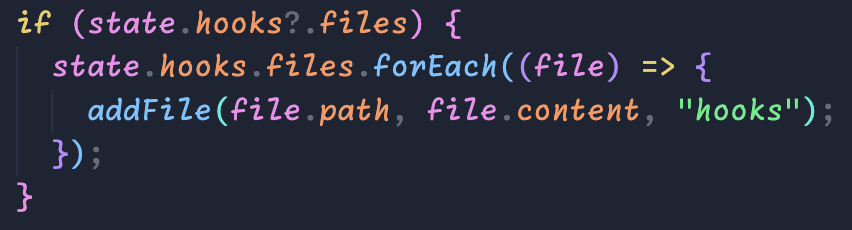 if (state.hooks?.files) {
  state.hooks.files.forEach((file) => {
    addFile(file.path, file.content, "hooks");
  });
}